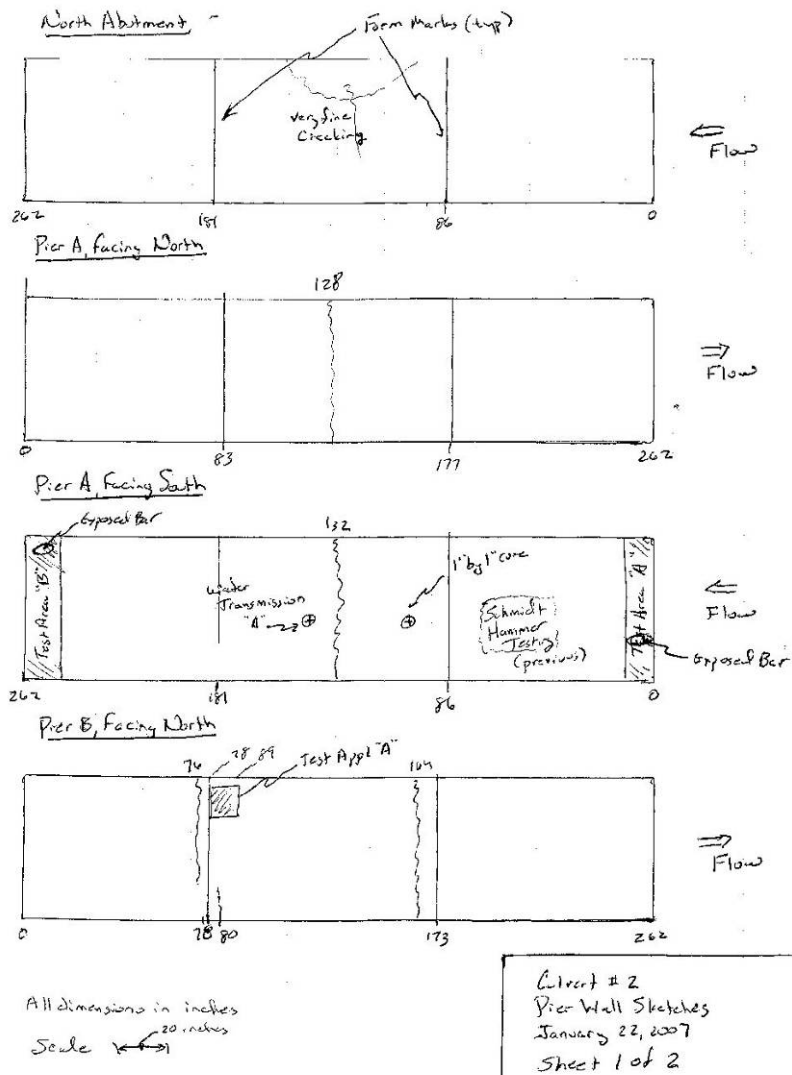 North Abutment
Form Marks (typ)
very fine
Cracking
Flow
262 181 86 0
Pier A, Facing North
128
Flow
0 83 177 262
Pier A, Facing South
Exposed Bar
132
1" by 1" core
Test Area "B"
Water
Transmission
"A"
Schmidt
Hammer
Testing
(previous)
Test Area "A"
Flow
Exposed Bar
262 181 86 0
Pier B, Facing North
76 78 89 Test Appl "A" 164
Flow
0 78 80 173 262
All dimensions in inches
20 inches
Scale
Culvert # 2
Pier Wall Sketches
January 22, 2007
Sheet 1 of 2